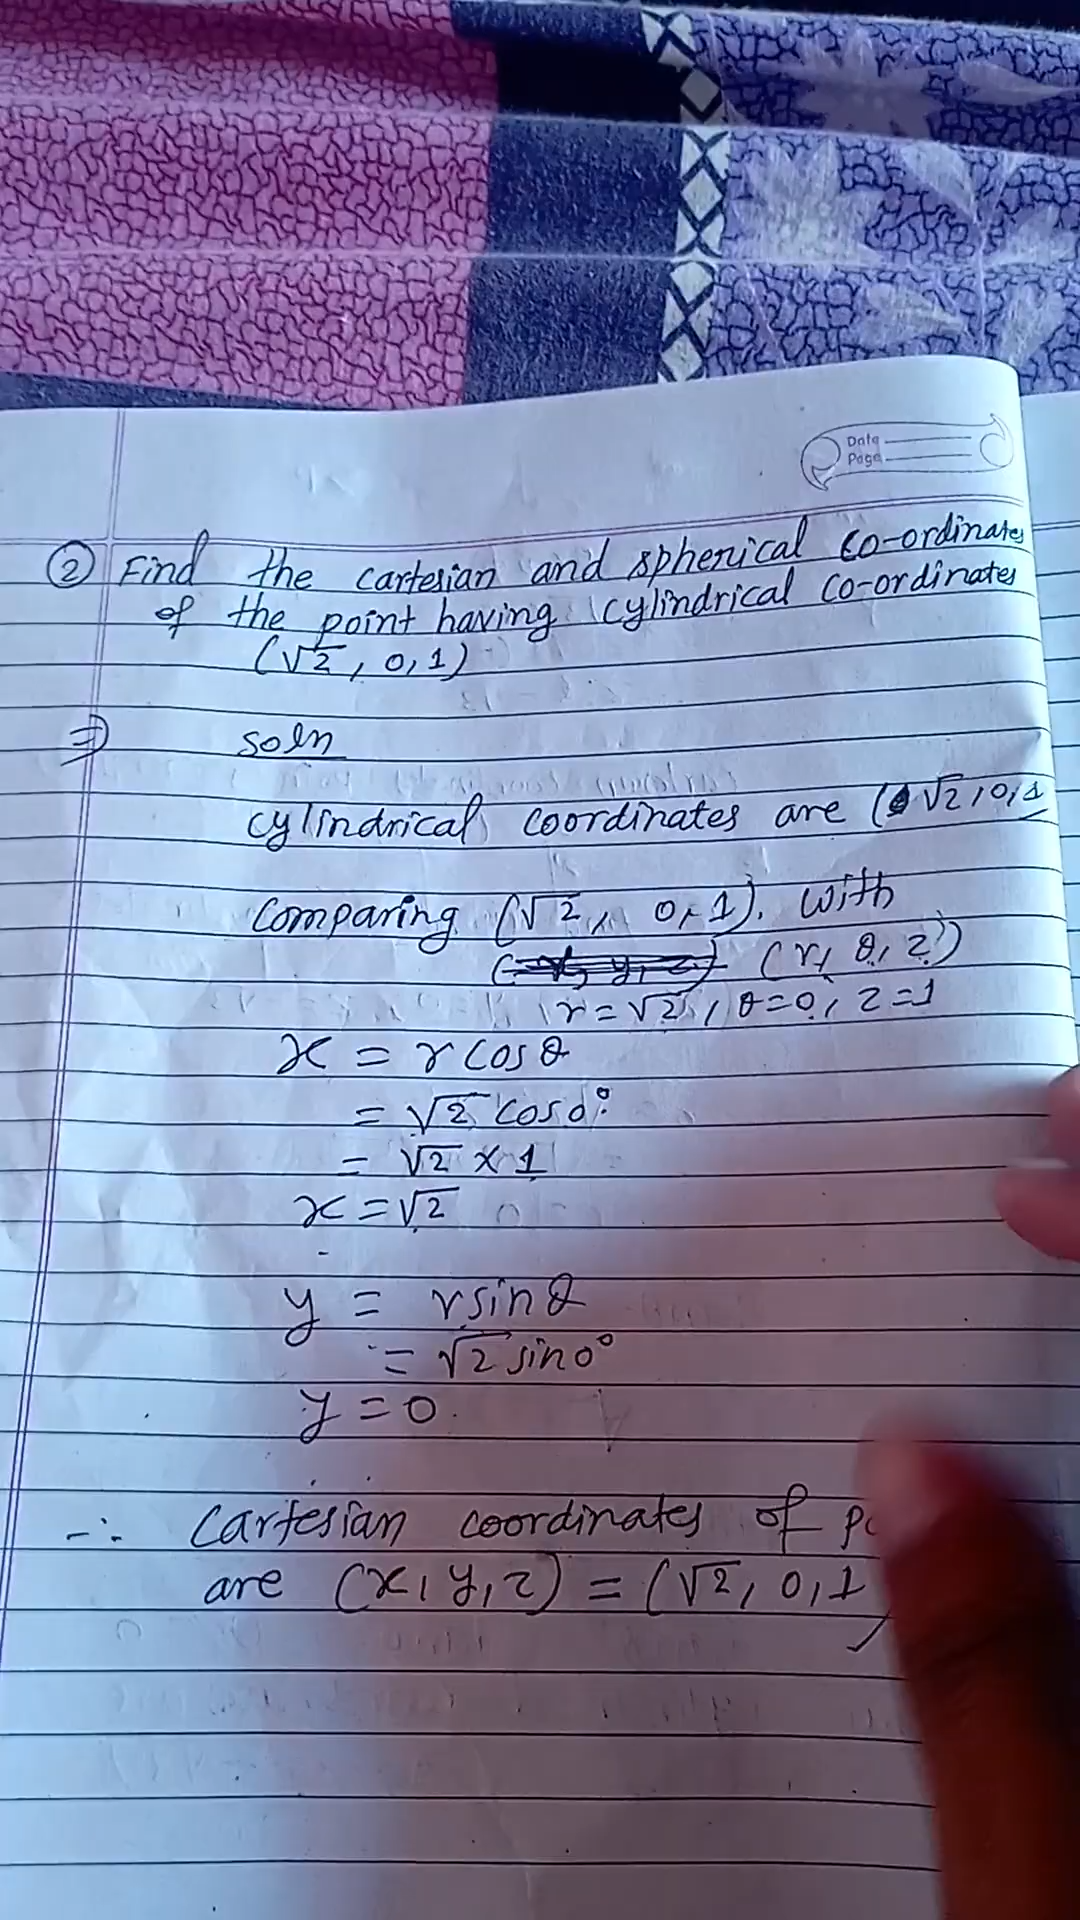 Date
Page
② Find the cartesian and spherical co-ordinates
of the point having cylindrical co-ordinates
(√2, 0, 1)
⇒ soln
cylindrical coordinates are (√2, 0, 1
Comparing (√2, 0, 1). with
(x, y, z) (r, θ, z)
r = √2, θ = 0, z = 1
x = r cos θ
= √2 cos 0°
= √2 × 1
x = √2
y = r sin θ
= √2 sin 0°
y = 0
∴ Cartesian coordinates of
are (x, y, z) = (√2, 0, 1)